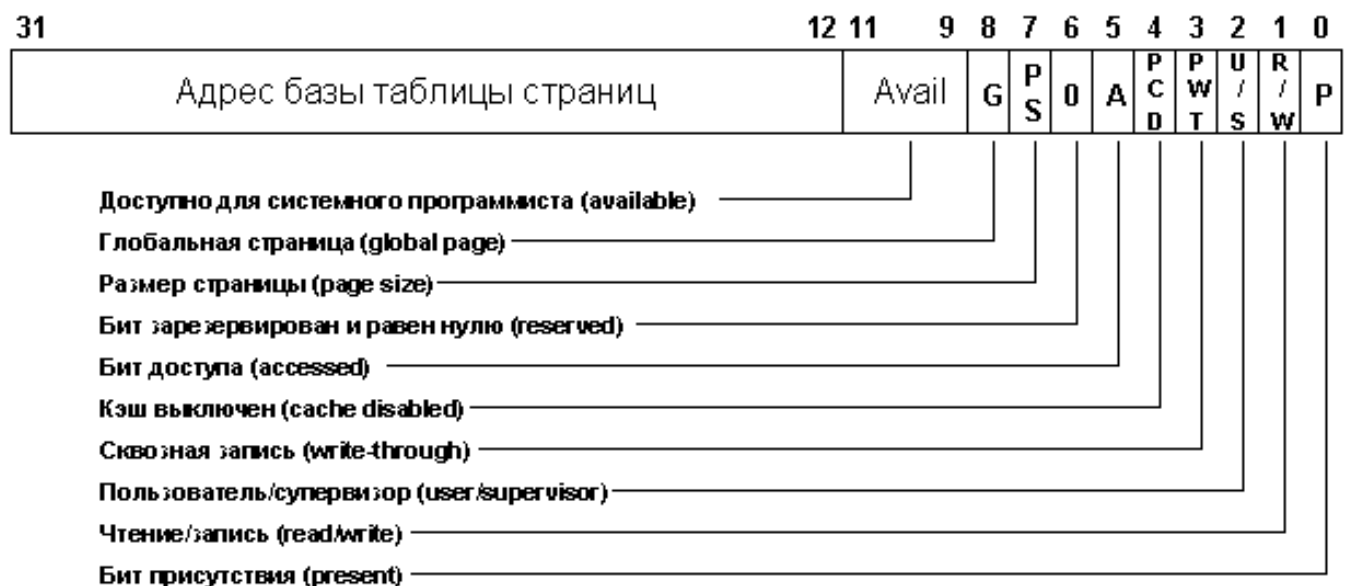 31 12 11 9 8 7 6 5 4 3 2 1 0
Адрес базы таблицы страниц Avail G PS 0 A PCD PWT U/S R/W P
Доступно для системного программиста (available)
Глобальная страница (global page)
Размер страницы (page size)
Бит зарезервирован и равен нулю (reserved)
Бит доступа (accessed)
Кэш выключен (cache disabled)
Сквозная запись (write-through)
Пользователь/супервизор (user/supervisor)
Чтение/запись (read/write)
Бит присутствия (present)